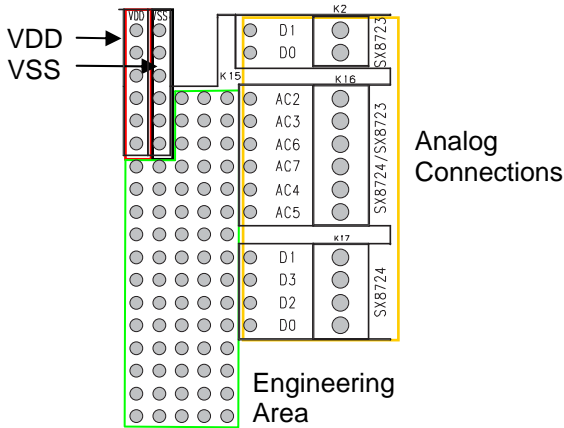 VDD
VSS
VDD VSS
K2
D1
D0
SX8723
K15
K16
AC2
AC3
AC6
AC7
AC4
AC5
SX8724/SX8723
Analog
Connections
K17
D1
D3
D2
D0
SX8724
Engineering
Area